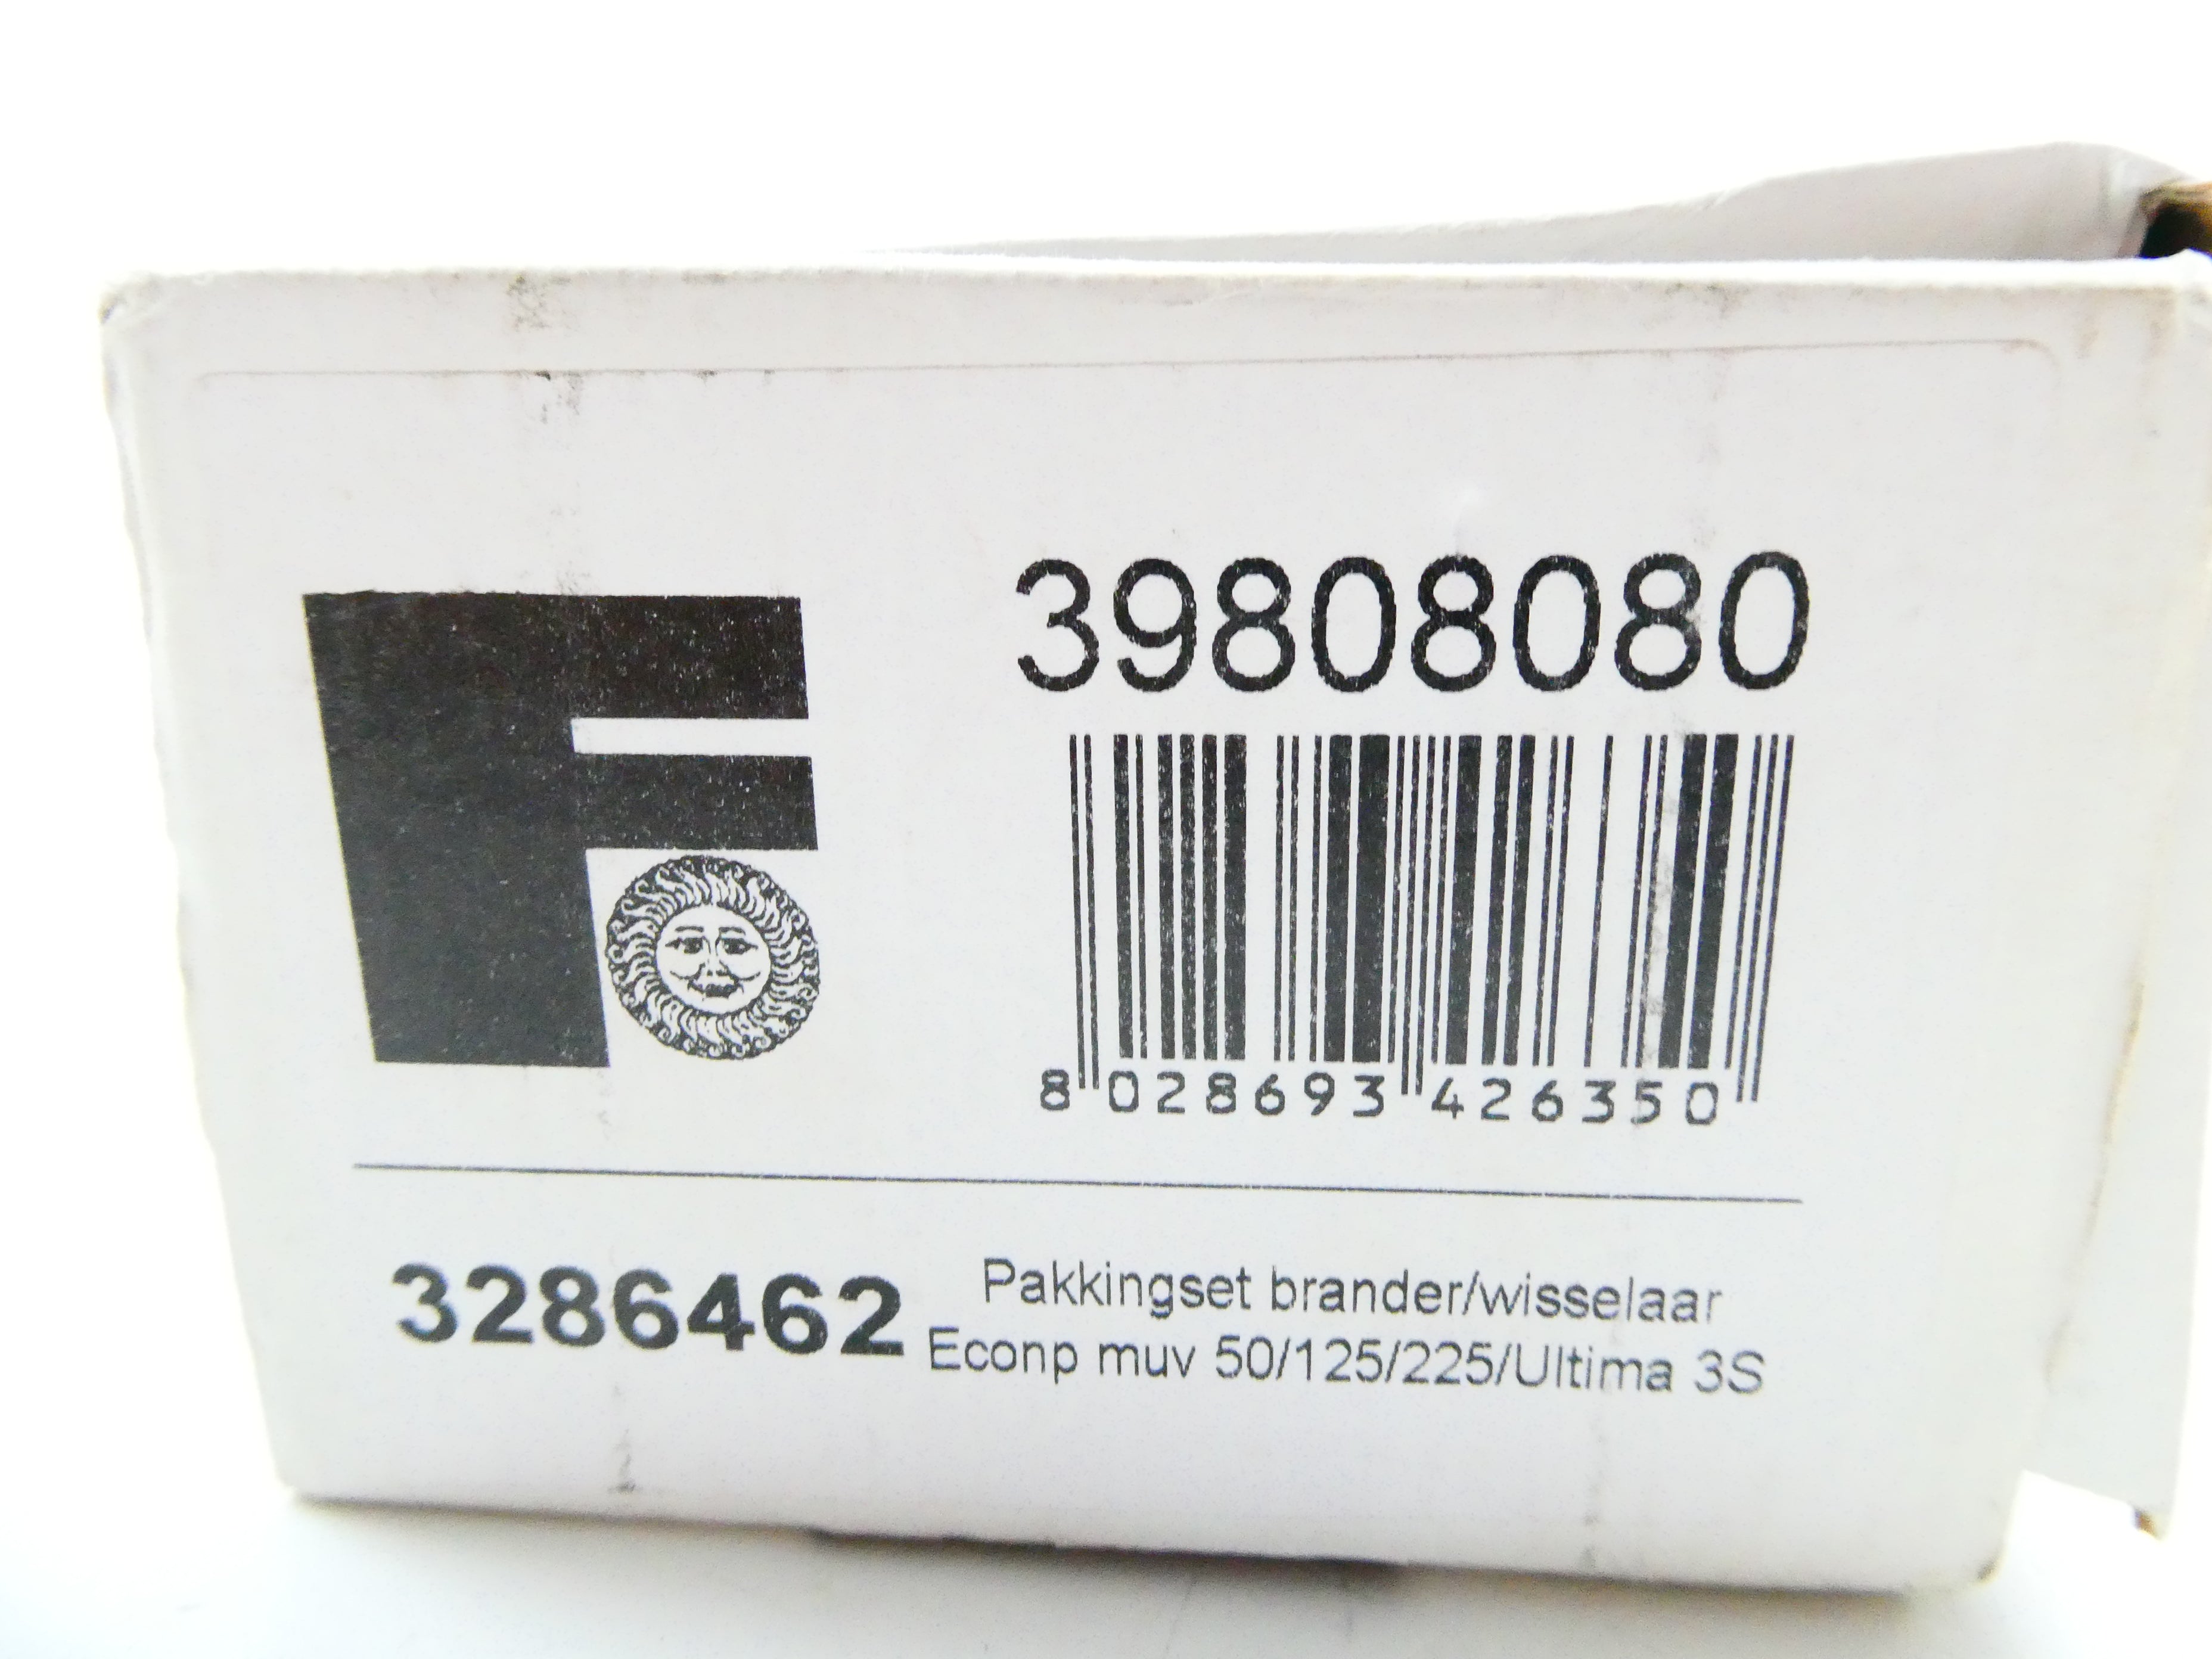 F
39808080
8 028693 426350
3286462
Pakkingset brander/wisselaar
Econp muv 50/125/225/Ultima 3S